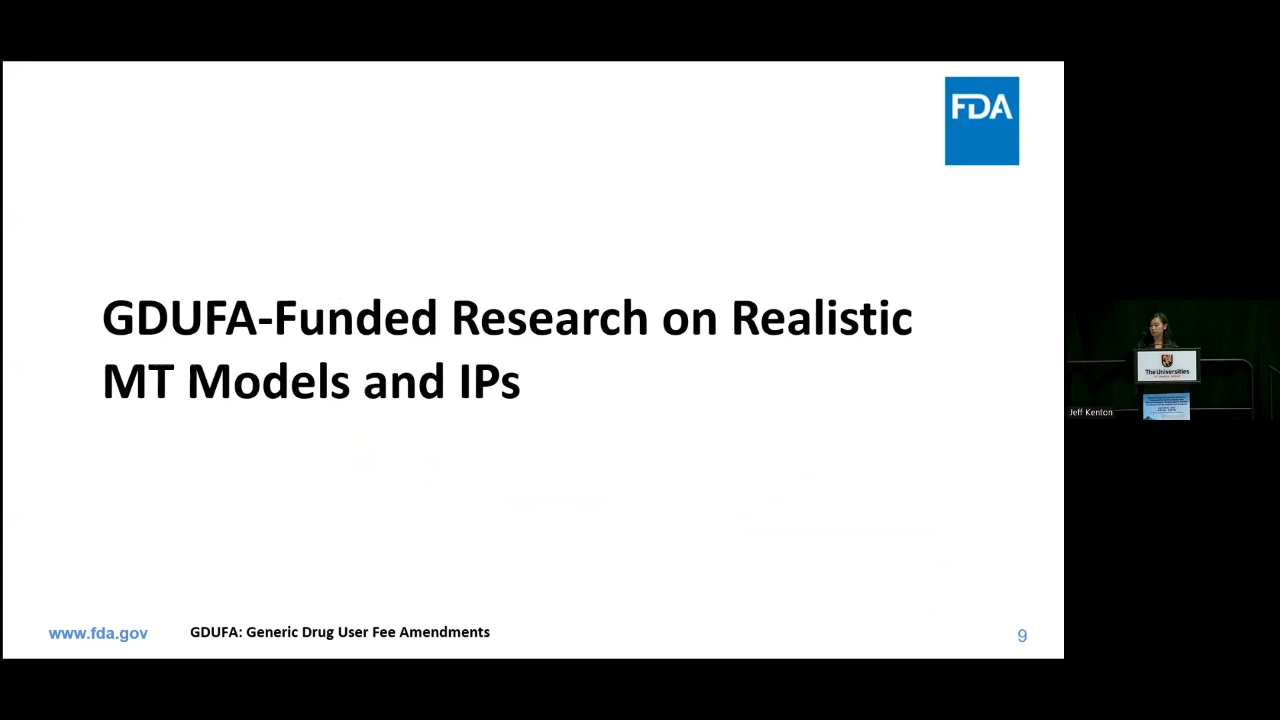 FDA
GDUFA-Funded Research on Realistic
MT Models and IPs
www.fda.gov
GDUFA: Generic Drug User Fee Amendments
9
The Universities
Jeff Kenton